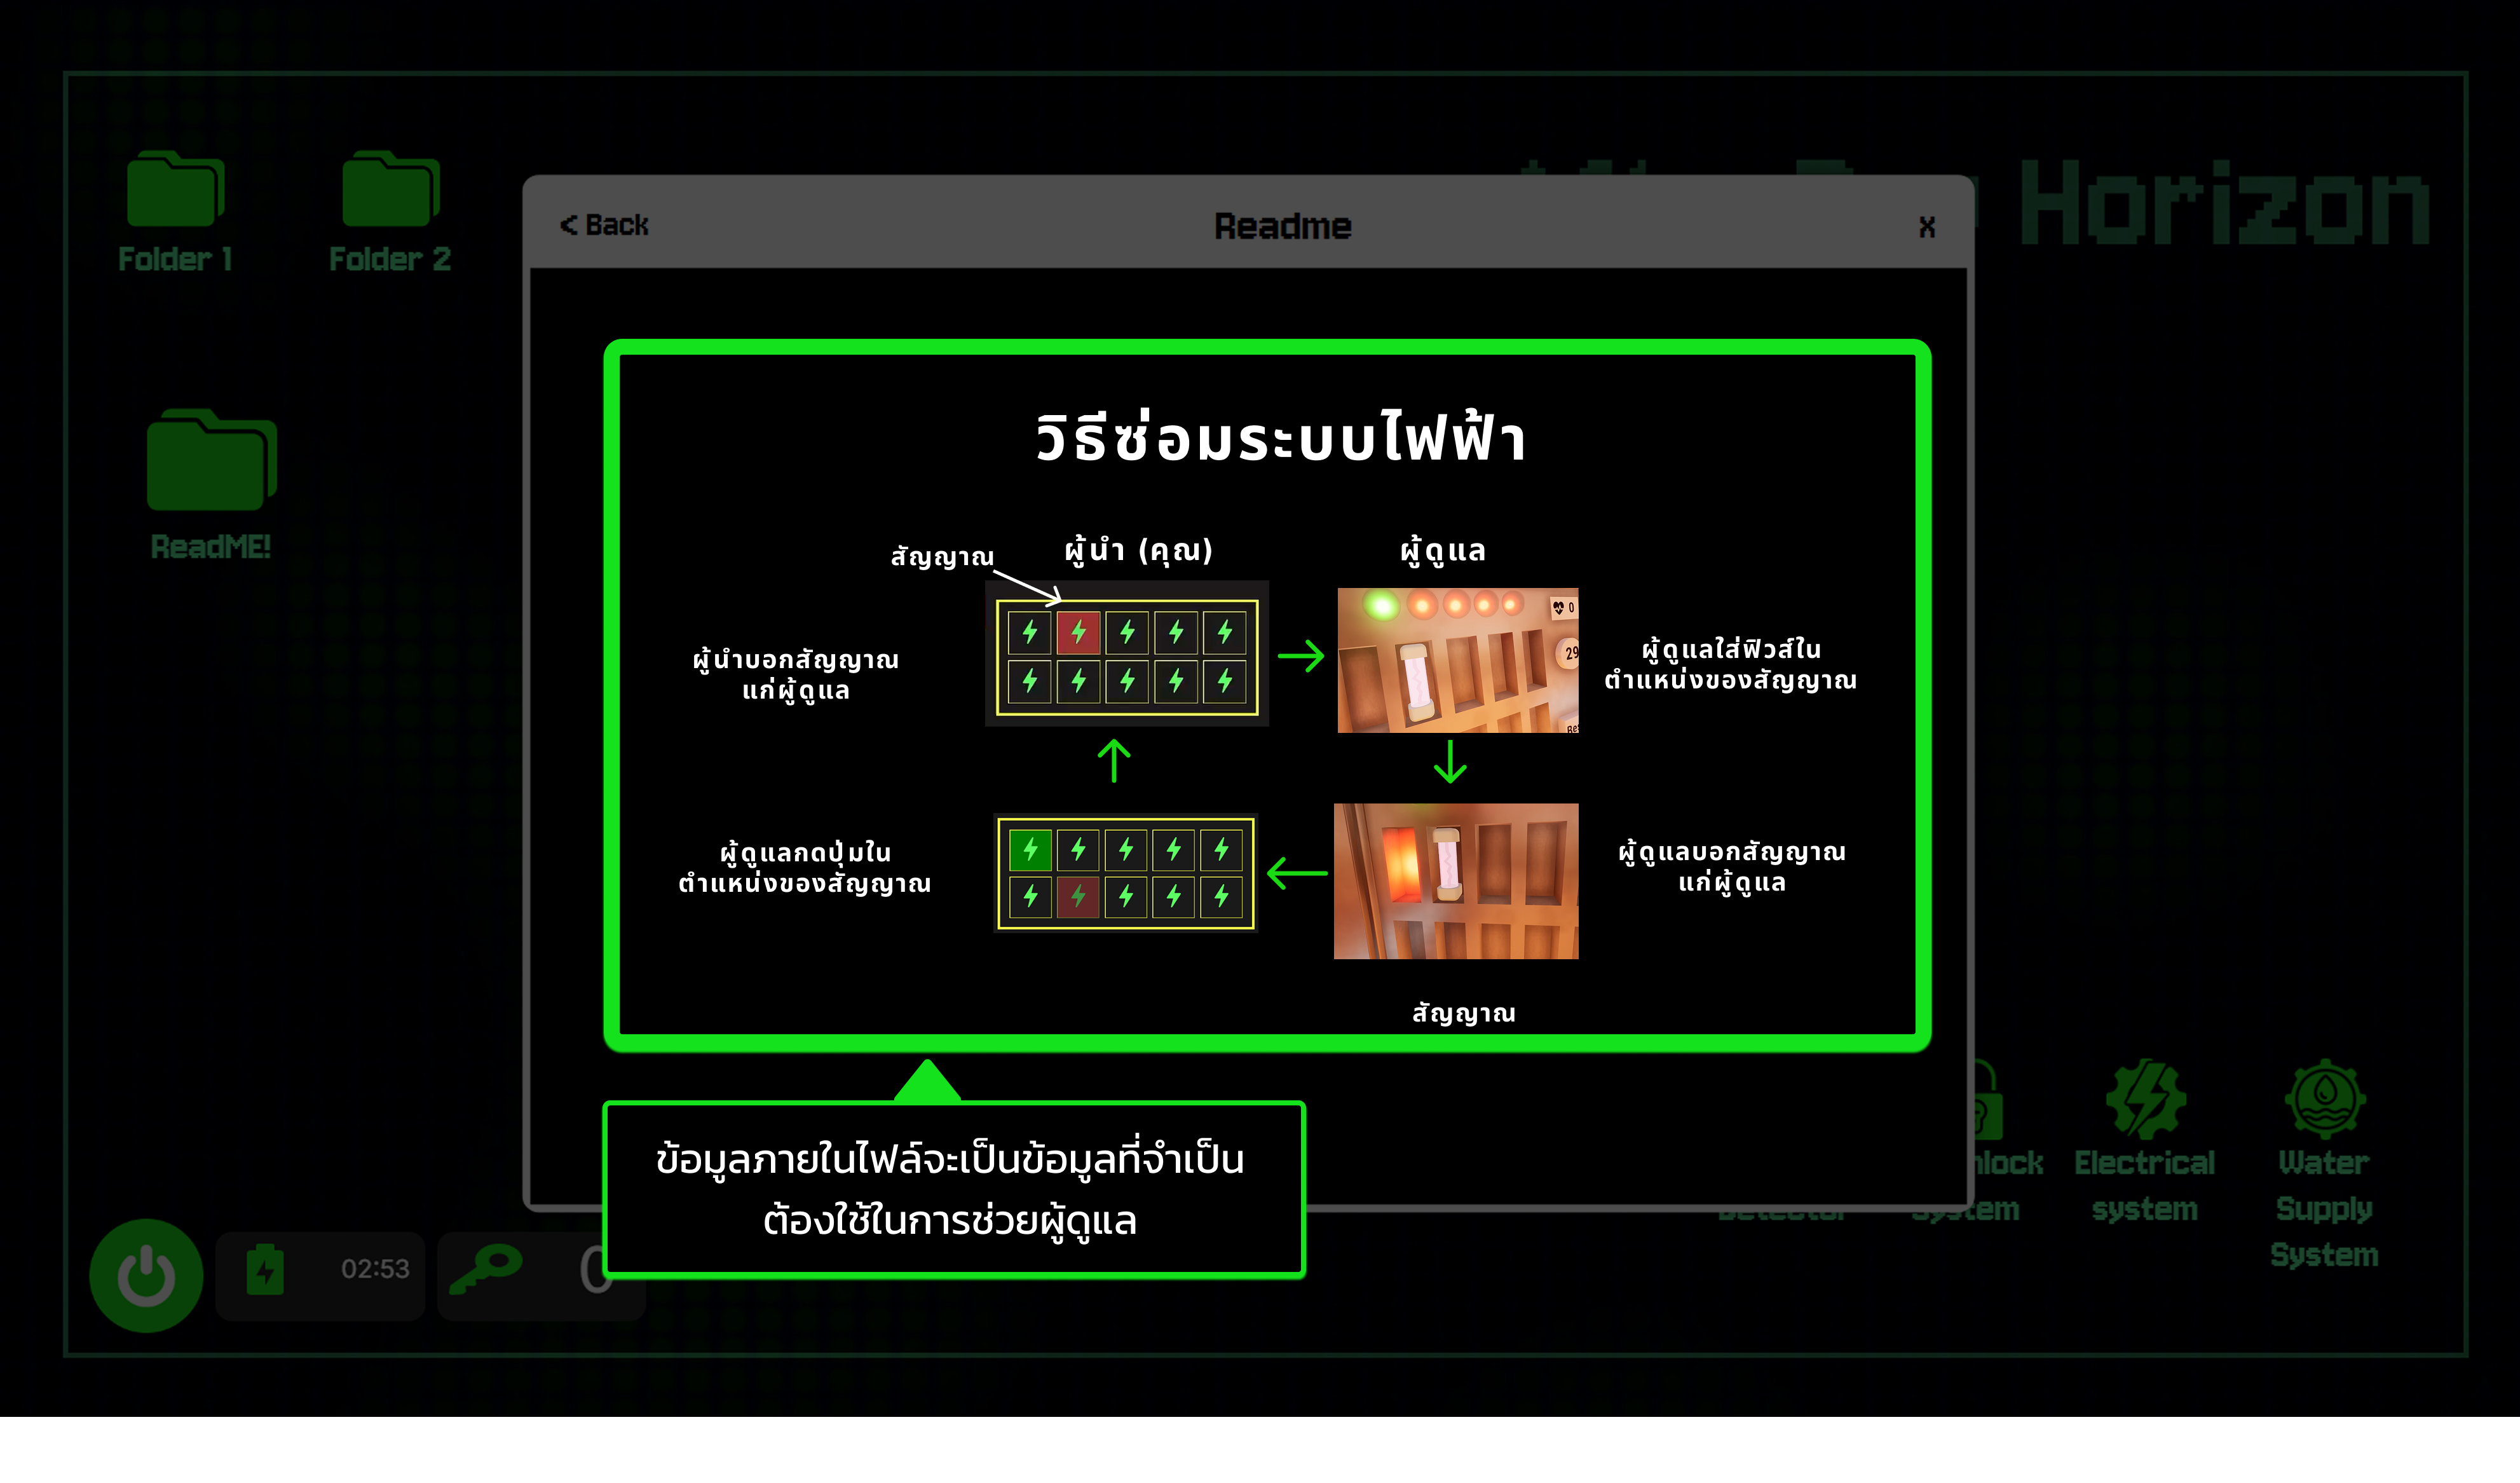 Horizon
Folder 1
Folder 2
< Back
Readme
x
ReadME!
วิธีซ่อมระบบไฟฟ้า
สัญญาณ
ผู้นำ (คุณ)
ผู้ดูแล
ผู้นำบอกสัญญาณ
แก่ผู้ดูแล
0
29
ผู้ดูแลใส่ฟิวส์ใน
ตำแหน่งของสัญญาณ
ผู้ดูแลกดปุ่มใน
ตำแหน่งของสัญญาณ
ผู้ดูแลบอกสัญญาณ
แก่ผู้ดูแล
สัญญาณ
ข้อมูลภายในไฟล์จะเป็นข้อมูลที่จำเป็น
ต้องใช้ในการช่วยผู้ดูแล
Electrical
system
Water
Supply
System
02:53
0